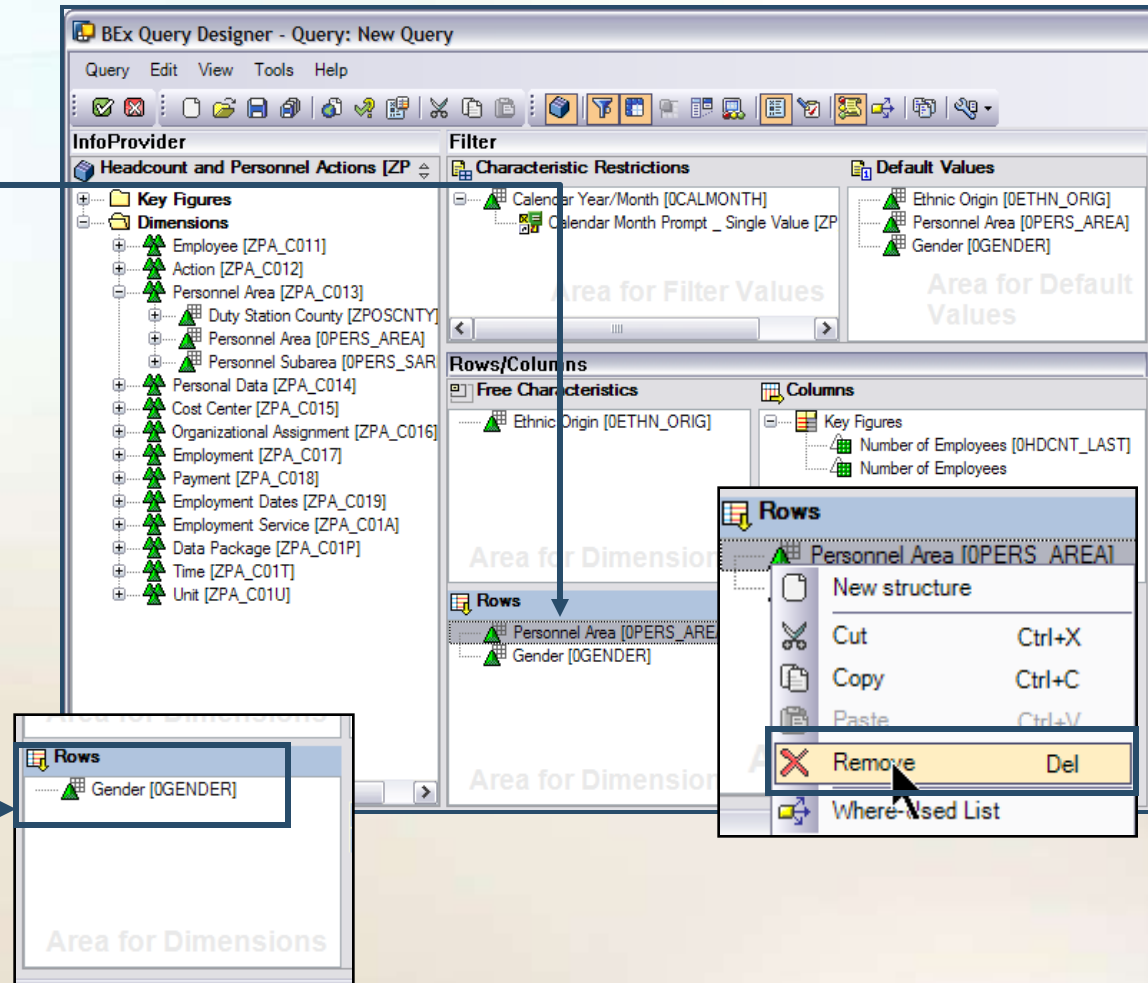 BEx Query Designer - Query: New Query
Query Edit View Tools Help
InfoProvider
Headcount and Personnel Actions [ZP
Key Figures
Dimensions
Employee [ZPA_C011]
Action [ZPA_C012]
Personnel Area [ZPA_C013]
Duty Station County [ZPOSCNTY]
Personnel Area [0PERS_AREA]
Personnel Subarea [0PERS_SAR
Personal Data [ZPA_C014]
Cost Center [ZPA_C015]
Organizational Assignment [ZPA_C016]
Employment [ZPA_C017]
Payment [ZPA_C018]
Employment Dates [ZPA_C019]
Employment Service [ZPA_C01A]
Data Package [ZPA_C01P]
Time [ZPA_C01T]
Unit [ZPA_C01U]
Filter
Characteristic Restrictions
Calendar Year/Month [0CALMONTH]
Calendar Month Prompt _ Single Value [ZP
Area for Filter Values
Default Values
Ethnic Origin [0ETHN_ORIG]
Personnel Area [0PERS_AREA]
Gender [0GENDER]
Area for Default
Values
Rows/Columns
Free Characteristics
Ethnic Origin [0ETHN_ORIG]
Area for Dimension
Columns
Key Figures
Number of Employees [0HDCNT_LAST]
Number of Employees
Rows
Personnel Area [0PERS_ARE
Gender [0GENDER]
Area for Dimension
Rows
Personnel Area [0PERS_AREA]
New structure
Cut Ctrl+X
Copy Ctrl+C
Paste Ctrl+V
Remove Del
Where-Used List
Area for Dimensions
Rows
Gender [0GENDER]
Area for Dimensions